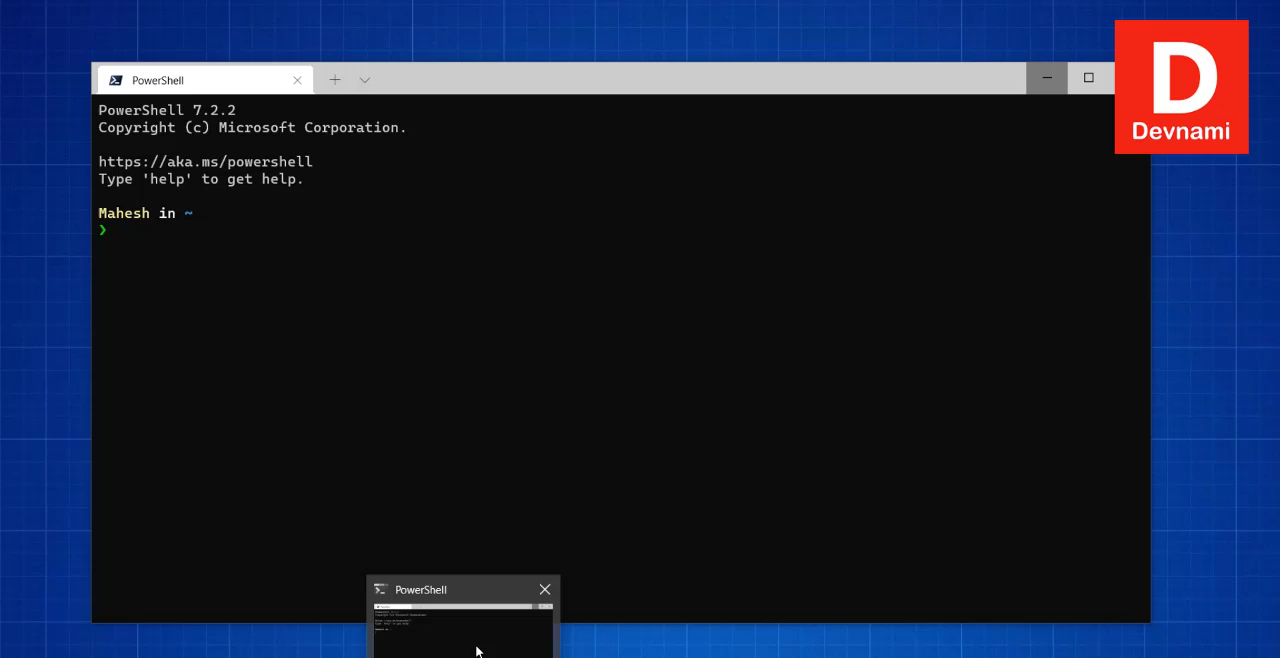 PowerShell
D
Devnami
PowerShell 7.2.2
Copyright (c) Microsoft Corporation.
https://aka.ms/powershell
Type 'help' to get help.
Mahesh in ~
❯
PowerShell